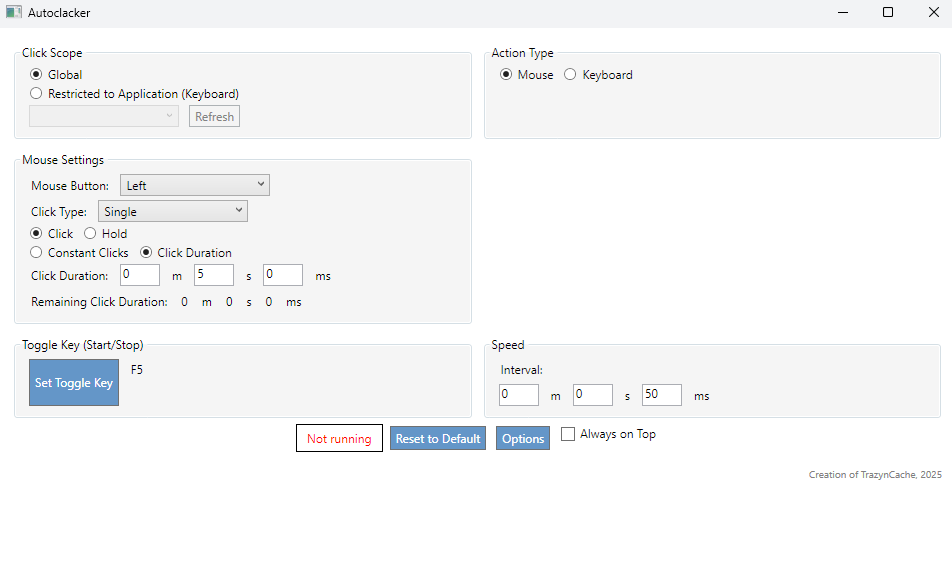 Autoclacker
Click Scope
Global
Restricted to Application (Keyboard)
Refresh
Action Type
Mouse Keyboard
Mouse Settings
Mouse Button: Left
Click Type: Single
Click Hold
Constant Clicks Click Duration
Click Duration: 0 m 5 s 0 ms
Remaining Click Duration: 0 m 0 s 0 ms
Toggle Key (Start/Stop)
Set Toggle Key F5
Speed
Interval:
0 m 0 s 50 ms
Not running Reset to Default Options Always on Top
Creation of TrazynCache, 2025